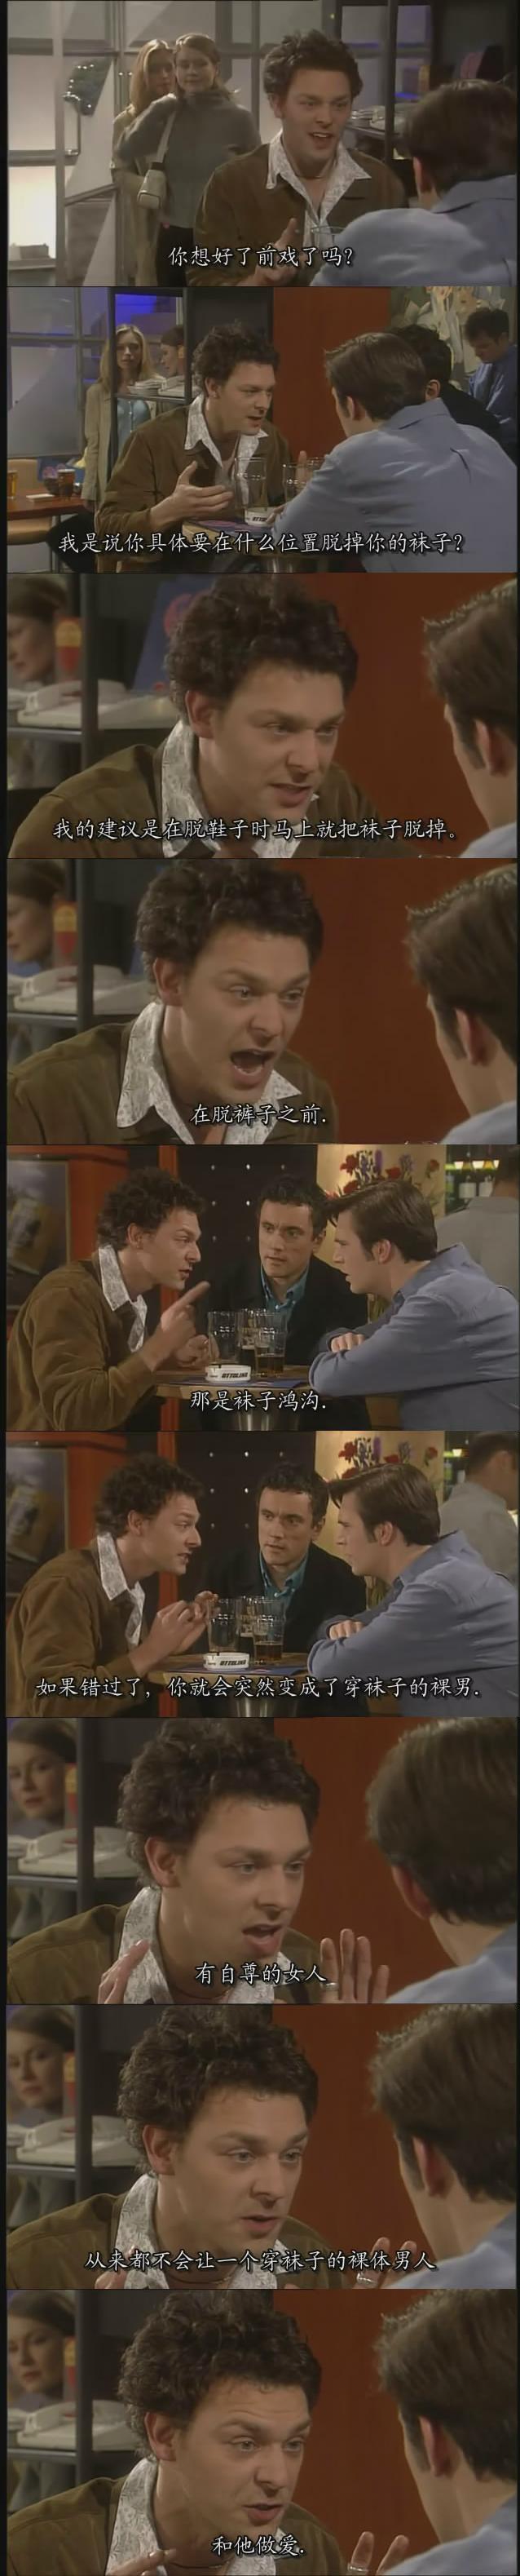 你想好了前戏了吗？
我是说你具体要在什么位置脱掉你的袜子？
我的建议是在脱鞋子时马上就把袜子脱掉。
在脱裤子之前.
OTTOLINA
那是袜子鸿沟.
OTTOLINA
如果错过了，你就会突然变成了穿袜子的裸男.
有自尊的女人
从来都不会让一个穿袜子的裸体男人
和他做爱.